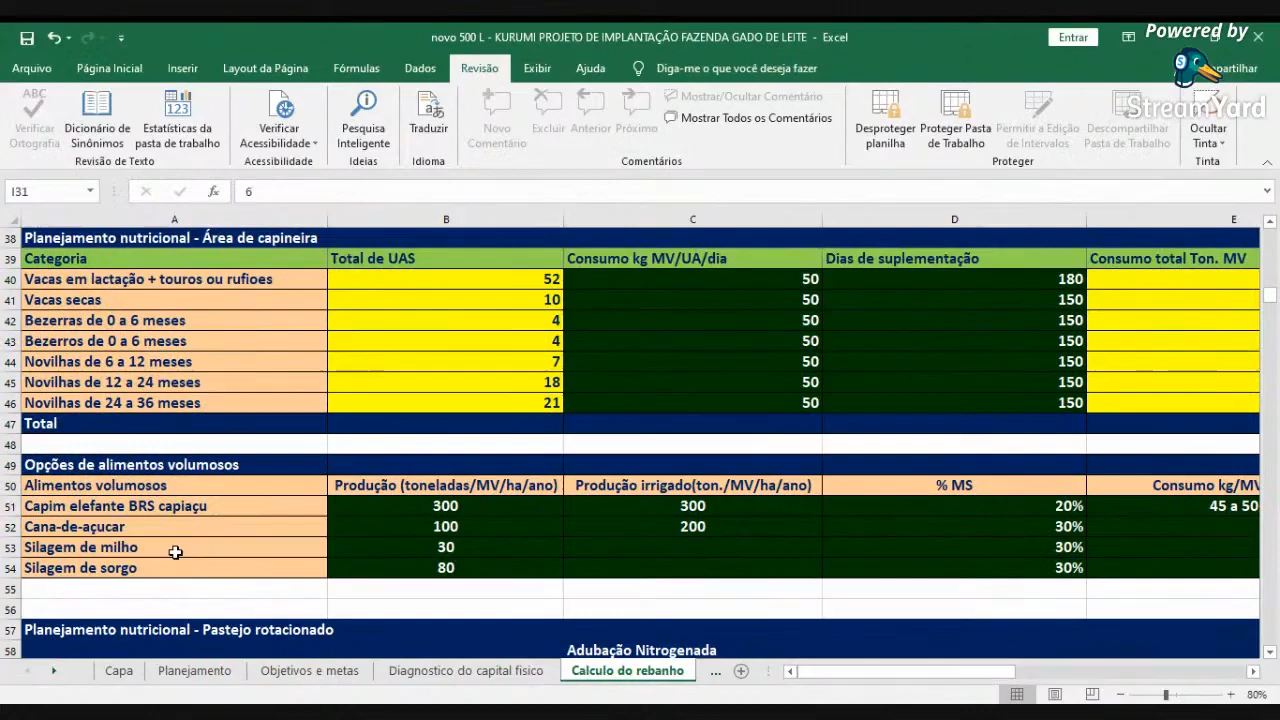 novo 500 L - KURUMI PROJETO DE IMPLANTAÇÃO FAZENDA GADO DE LEITE - Excel
Entrar
Powered by
StreamYard
Arquivo Página Inicial Inserir Layout da Página Fórmulas Dados Revisão Exibir Ajuda Diga-me o que você deseja fazer
Verificar Ortografia
Dicionário de Sinônimos
Estatísticas da pasta de trabalho
Verificar Acessibilidade
Pesquisa Inteligente
Traduzir
Novo Comentário
Excluir
Anterior
Próximo
Mostrar/Ocultar Comentário
Mostrar Todos os Comentários
Desproteger planilha
Proteger Pasta de Trabalho
Permitir a Edição de Intervalos
Descompartilhar Pasta de Trabalho
Ocultar Tinta
Revisão de Texto Acessibilidade Ideias Idioma Comentários Proteger Tinta
I31 fx 6
A B C D E
38 Planejamento nutricional - Área de capineira
39 Categoria Total de UAS Consumo kg MV/UA/dia Dias de suplementação Consumo total Ton. MV
40 Vacas em lactação + touros ou rufioes 52 50 180
41 Vacas secas 10 50 150
42 Bezerras de 0 a 6 meses 4 50 150
43 Bezerros de 0 a 6 meses 4 50 150
44 Novilhas de 6 a 12 meses 7 50 150
45 Novilhas de 12 a 24 meses 18 50 150
46 Novilhas de 24 a 36 meses 21 50 150
47 Total
48
49 Opções de alimentos volumosos
50 Alimentos volumosos Produção (toneladas/MV/ha/ano) Produção irrigado(ton./MV/ha/ano) % MS Consumo kg/MV
51 Capim elefante BRS capiaçu 300 300 20% 45 a 50
52 Cana-de-açucar 100 200 30%
53 Silagem de milho 30 30%
54 Silagem de sorgo 80 30%
55
56
57 Planejamento nutricional - Pastejo rotacionado
58 Adubação Nitrogenada
Capa Planejamento Objetivos e metas Diagnostico do capital fisico Calculo do rebanho ...
80%